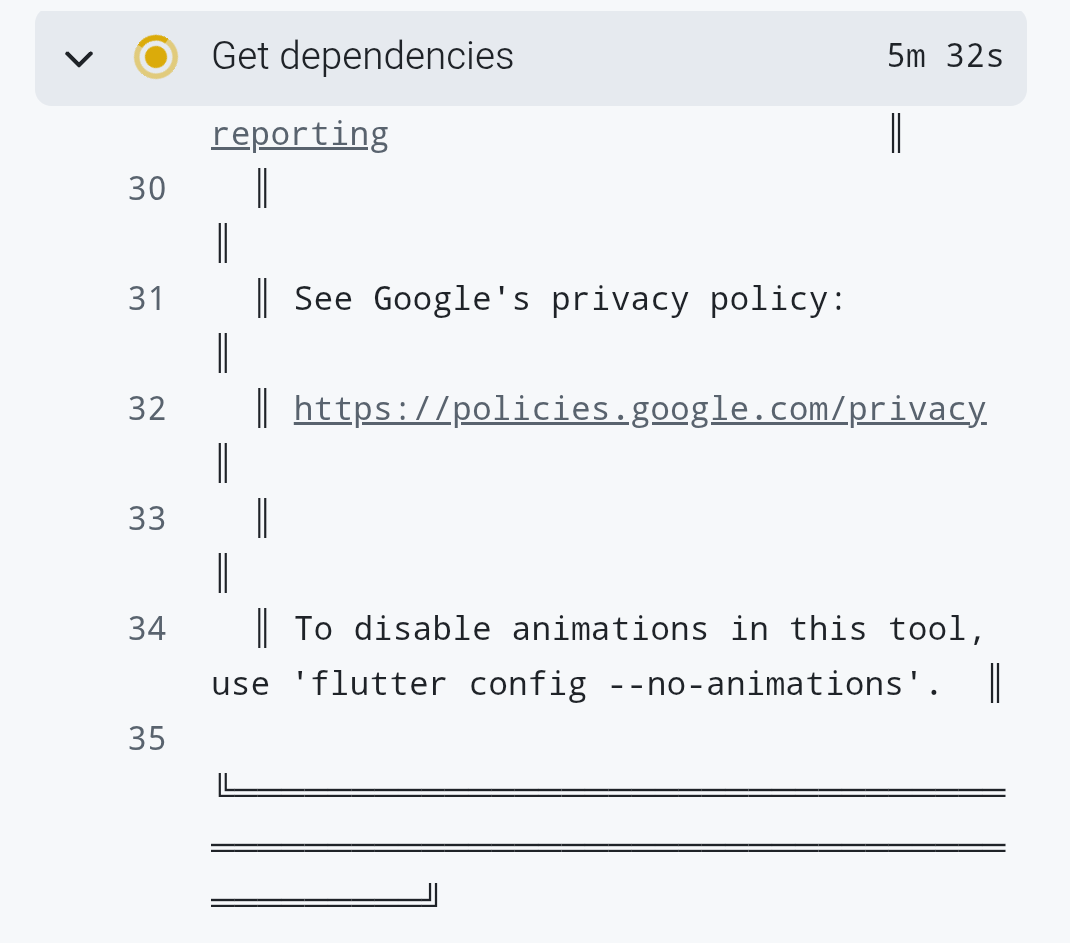 Get dependencies 5m 32s
reporting ║
30 ║
║
31 ║ See Google's privacy policy:
║
32 ║ https://policies.google.com/privacy
║
33 ║
║
34 ║ To disable animations in this tool,
use 'flutter config --no-animations'. ║
35
╚══════════════════════════════════
══════════════════════════════════
═════════╝